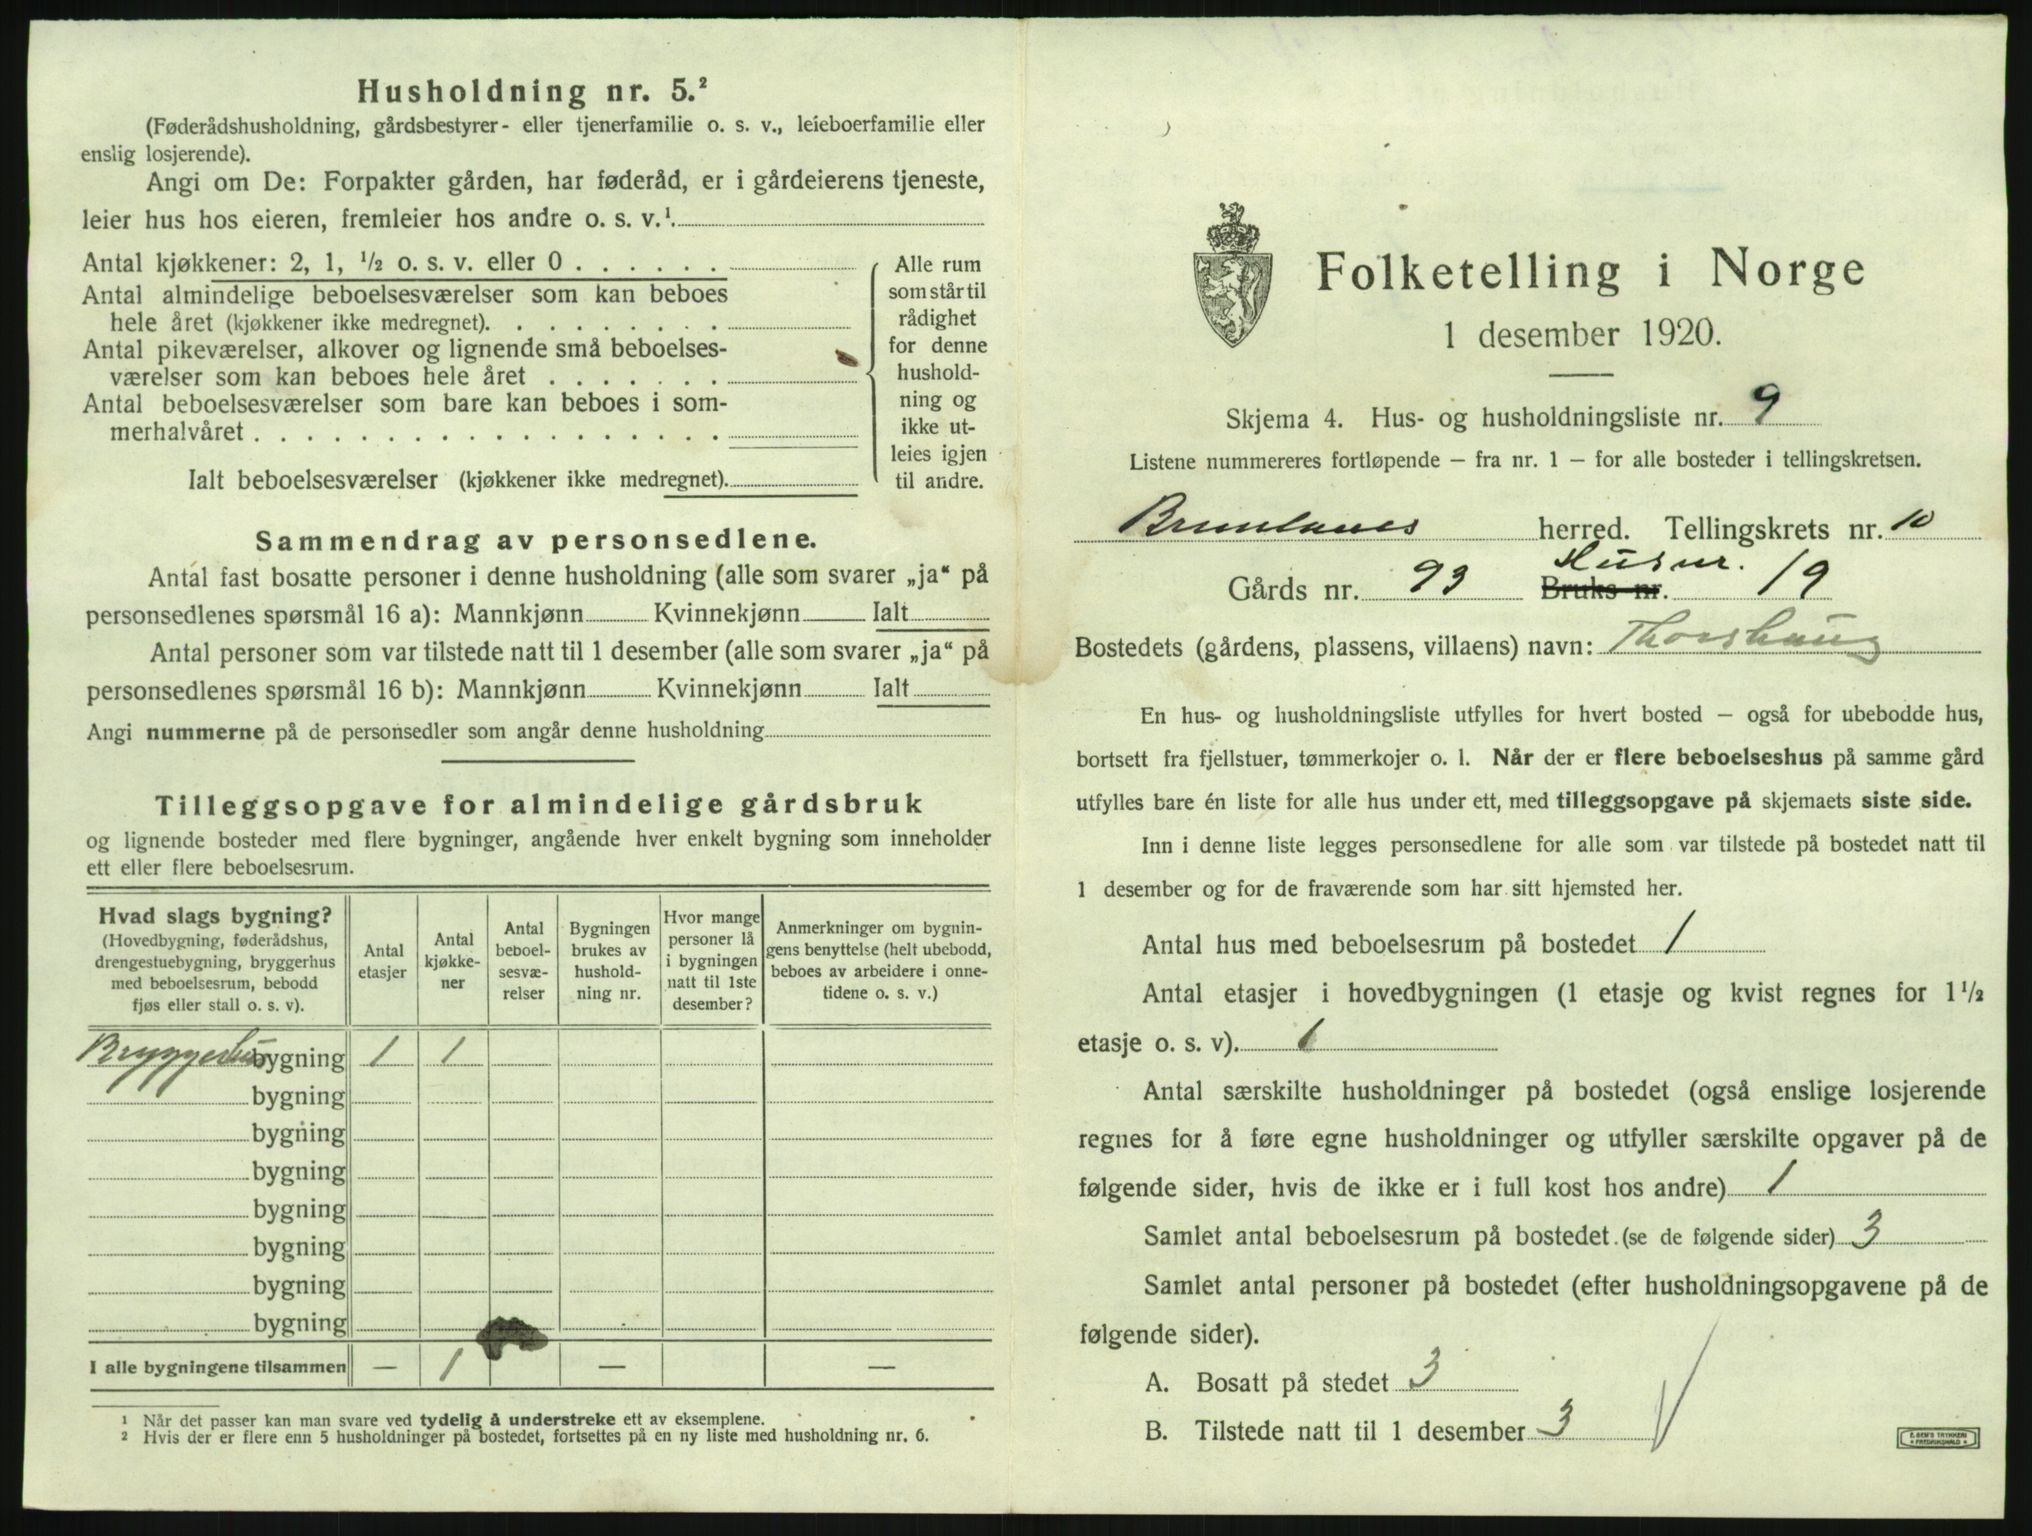 Husholdning nr. 5.²
(Føderådshusholdning, gårdsbestyrer- eller tjenerfamilie o. s. v., leieboerfamilie eller
enslig losjerende).
Angi om De: Forpakter gården, har føderåd, er i gårdeierens tjeneste,
leier hus hos eieren, fremleier hos andre o. s. v.¹.
Antal kjøkkener: 2, 1, ½ o. s. v. eller 0 . . . . . .
Antal almindelige beboelsesværelser som kan beboes
hele året (kjøkkener ikke medregnet). . . . . . . . .
Antal pikeværelser, alkover og lignende små beboelses-
værelser som kan beboes hele året . . . . . . .
Antal beboelsesværelser som bare kan beboes i som-
merhalvåret . . . . . . . . . . . . . . . . . .
Ialt beboelsesværelser (kjøkkener ikke medregnet).
Alle rum
som står til
rådighet
for denne
hushold-
ning og
ikke ut-
leies igjen
til andre.
Sammendrag av personsedlene.
Antal fast bosatte personer i denne husholdning (alle som svarer „ja“ på
personsedlenes spørsmål 16 a): Mannkjønn Kvinnekjønn Ialt
Antal personer som var tilstede natt til 1 desember (alle som svarer „ja“ på
personsedlenes spørsmål 16 b): Mannkjønn Kvinnekjønn Ialt
Angi nummerne på de personsedler som angår denne husholdning
Tilleggsopgave for almindelige gårdsbruk
og lignende bosteder med flere bygninger, angående hver enkelt bygning som inneholder
ett eller flere beboelsesrum.
Hvad slags bygning?
(Hovedbygning, føderådshus,
drengestuebygning, bryggerhus
med beboelsesrum, bebodd
fjøs eller stall o. s. v).
Antal
etasjer
Antal
kjøkke-
ner
Antal
beboel-
sesvæ-
relser
Bygningen
brukes av
hushold-
ning nr.
Hvor mange
personer lå
i bygningen
natt til 1ste
desember?
Anmerkninger om bygnin-
gens benyttelse (helt ubebodd,
beboes av arbeidere i onne-
tidene o. s. v.)
Bryggerhus bygning 1 1
bygning
bygning
bygning
bygning
bygning
bygning
bygning
I alle bygningene tilsammen — 1 — —
¹ Når det passer kan man svare ved tydelig å understreke ett av eksemplene.
² Hvis der er flere enn 5 husholdninger på bostedet, fortsettes på en ny liste med husholdning nr. 6.
Folketelling i Norge
1 desember 1920.
Skjema 4. Hus- og husholdningsliste nr. 9
Listene nummereres fortløpende – fra nr. 1 – for alle bosteder i tellingskretsen.
Brunlanes herred. Tellingskrets nr. 10
Husnr.
Gårds nr. 93 Bruks nr. 19
Bostedets (gårdens, plassens, villaens) navn: Thorshaug
En hus- og husholdningsliste utfylles for hvert bosted – også for ubebodde hus,
bortsett fra fjellstuer, tømmerkojer o. l. Når der er flere beboelseshus på samme gård
utfylles bare én liste for alle hus under ett, med tilleggsopgave på skjemaets siste side.
Inn i denne liste legges personsedlene for alle som var tilstede på bostedet natt til
1 desember og for de fraværende som har sitt hjemsted her.
Antal hus med beboelsesrum på bostedet 1
Antal etasjer i hovedbygningen (1 etasje og kvist regnes for 1½
etasje o. s. v). 1
Antal særskilte husholdninger på bostedet (også enslige losjerende
regnes for å føre egne husholdninger og utfyller særskilte opgaver på de
følgende sider, hvis de ikke er i full kost hos andre) 1
Samlet antal beboelsesrum på bostedet (se de følgende sider) 3
Samlet antal personer på bostedet (efter husholdningsopgavene på de
følgende sider).
A. Bosatt på stedet 3
B. Tilstede natt til 1 desember 3